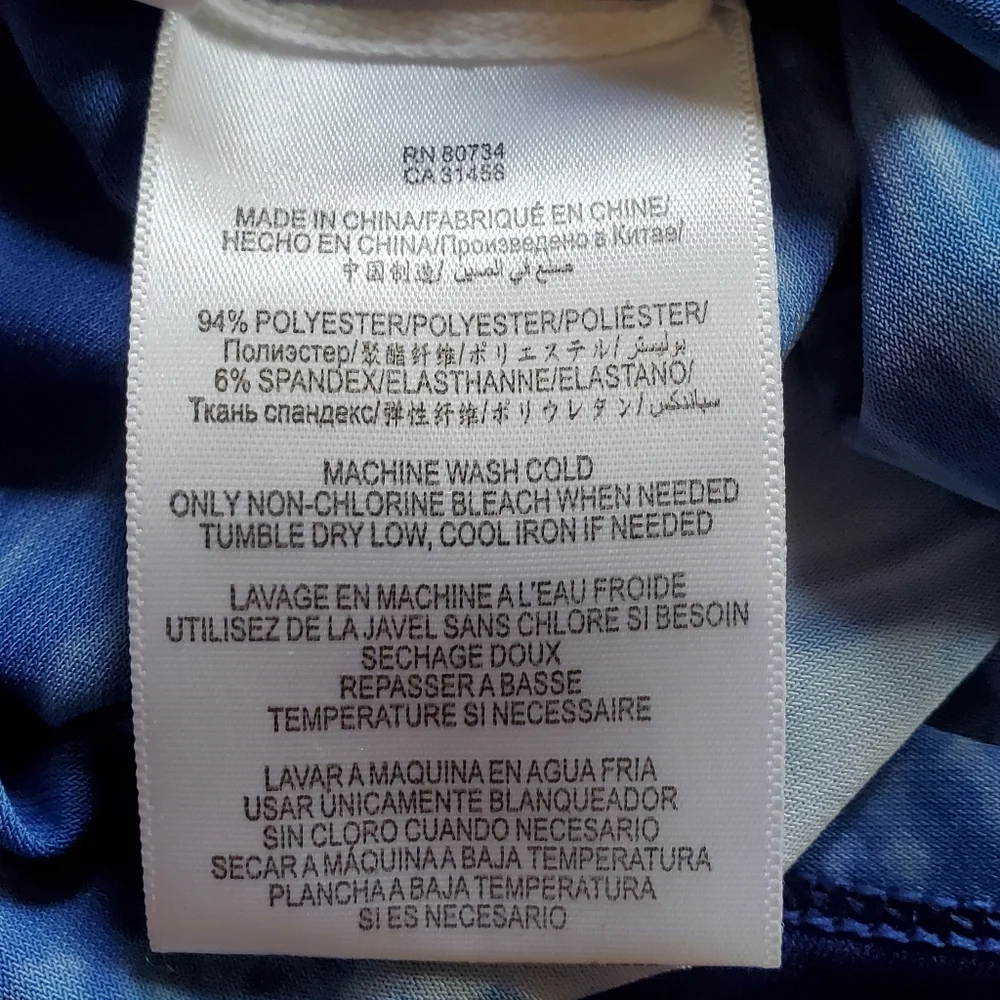 RN 80734
CA 31456
MADE IN CHINA/FABRIQUÉ EN CHINE/
HECHO EN CHINA/Произведено в Китае/
中国制造/ صنع في الصين
94% POLYESTER/POLYESTER/POLIÉSTER/
Полиэстер/聚酯纤维/ポリエステル/ بوليستر
6% SPANDEX/ELASTHANNE/ELASTANO/
Ткань спандекс/弹性纤维/ポリウレタン/ سباندكس
MACHINE WASH COLD
ONLY NON-CHLORINE BLEACH WHEN NEEDED
TUMBLE DRY LOW, COOL IRON IF NEEDED
LAVAGE EN MACHINE A L'EAU FROIDE
UTILISEZ DE LA JAVEL SANS CHLORE SI BESOIN
SECHAGE DOUX
REPASSER A BASSE
TEMPERATURE SI NECESSAIRE
LAVAR A MAQUINA EN AGUA FRIA
USAR ÚNICAMENTE BLANQUEADOR
SIN CLORO CUANDO NECESARIO
SECAR A MÁQUINA A BAJA TEMPERATURA
PLANCHA A BAJA TEMPERATURA
SI ES NECESARIO